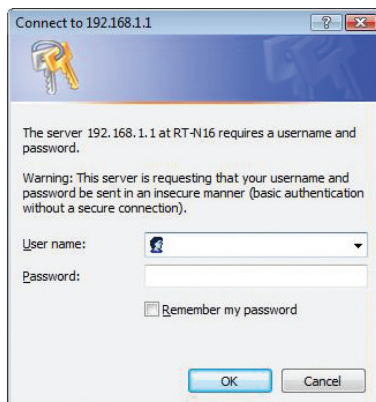 Connect to 192.168.1.1
The server 192.168.1.1 at RT-N16 requires a username and
password.
Warning: This server is requesting that your username and
password be sent in an insecure manner (basic authentication
without a secure connection).
User name:
Password:
Remember my password
OK Cancel